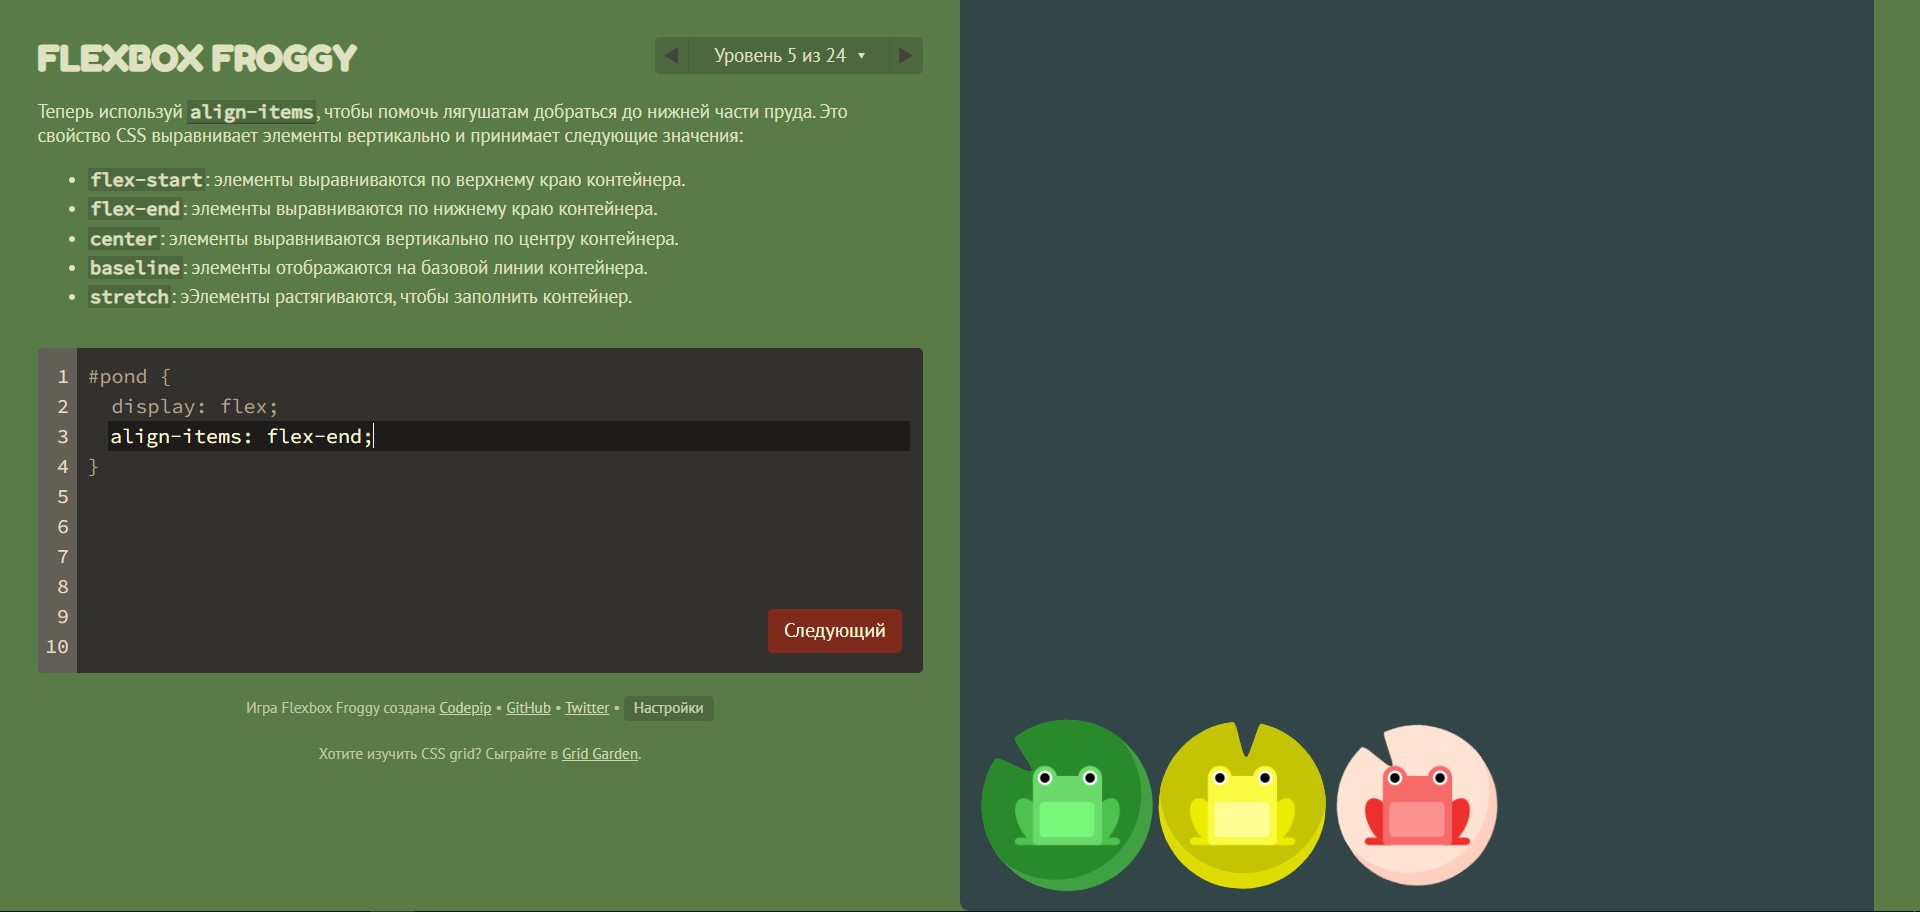 FLEXBOX FROGGY
Уровень 5 из 24
Теперь используй align-items, чтобы помочь лягушатам добраться до нижней части пруда. Это
свойство CSS выравнивает элементы вертикально и принимает следующие значения:
• flex-start: элементы выравниваются по верхнему краю контейнера.
• flex-end: элементы выравниваются по нижнему краю контейнера.
• center: элементы выравниваются вертикально по центру контейнера.
• baseline: элементы отображаются на базовой линии контейнера.
• stretch: эЭлементы растягиваются, чтобы заполнить контейнер.
1 #pond {
2 display: flex;
3 align-items: flex-end;
4 }
5
6
7
8
9
10
Следующий
Игра Flexbox Froggy создана Codepip • GitHub • Twitter • Настройки
Хотите изучить CSS grid? Сыграйте в Grid Garden.